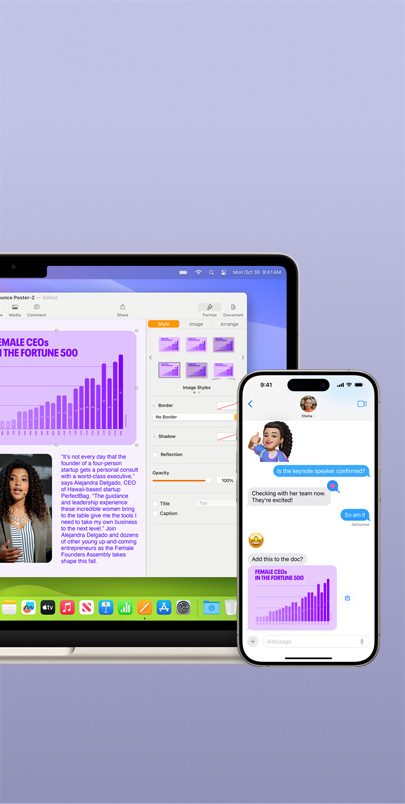 Mon Oct 30 9:41 AM
ounce Poster-2 — Edited
Media
Comment
Share
Format
Document
FEMALE CEOs
IN THE FORTUNE 500
"It's not every day that the
founder of a four-person
startup gets a personal consult
with a world-class executive,"
says Alejandra Delgado, CEO
of Hawaii-based startup
PerfectBag. "The guidance
and leadership experience
these incredible women bring
to the table give me the tools I
need to take my own business
to the next level." Join
Alejandra Delgado and dozens
of other young up-and-coming
entrepreneurs as the Female
Founders Assembly takes
shape this fall.
Style
Image
Arrange
Image Styles
Border
No Border
Shadow
Reflection
Opacity
100%
Title
Top
Caption
tv
9:41
Elisha
Is the keynote speaker confirmed?
Checking with her team now.
They're excited!
So am I!
Delivered
Add this to the doc?
FEMALE CEOs
IN THE FORTUNE 500
iMessage